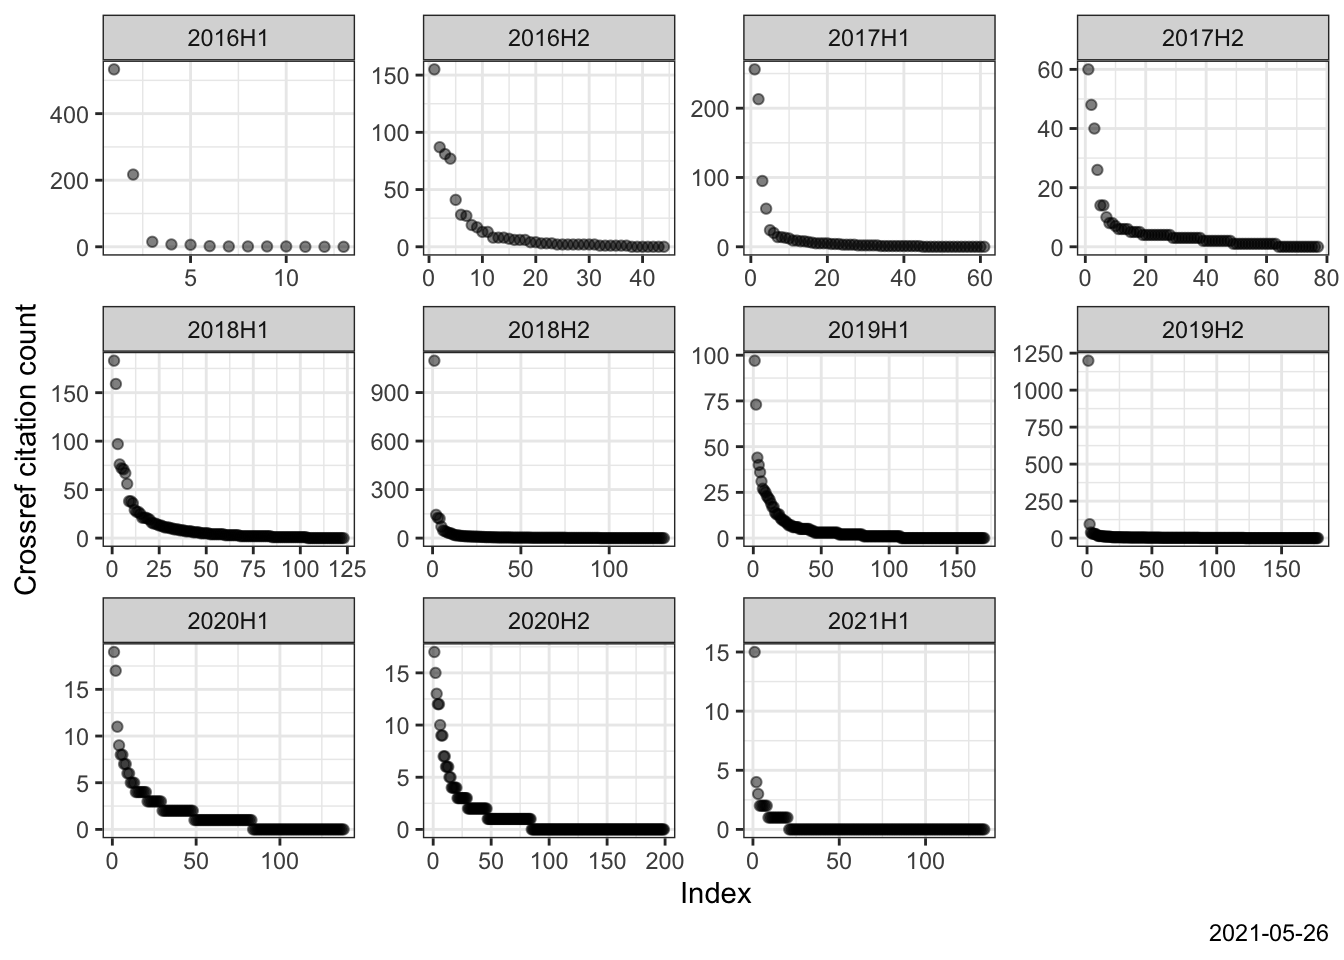 2016H1 2016H2 2017H1 2017H2
400 150 200 60
200 100 100 40
0 50 0 20
0 0
5 10 0 10 20 30 40 0 20 40 60 0 20 40 60 80
2018H1 2018H2 2019H1 2019H2
150 900 100 1250
100 600 75 1000
50 300 50 750
0 0 25 500
0 250
0
0 25 50 75 100 125 0 50 100 0 50 100 150 0 50 100 150
Crossref citation count
2020H1 2020H2 2021H1
15 15 15
10 10 10
5 5 5
0 0 0
0 50 100 0 50 100 150 200 0 50 100
Index
2021-05-26